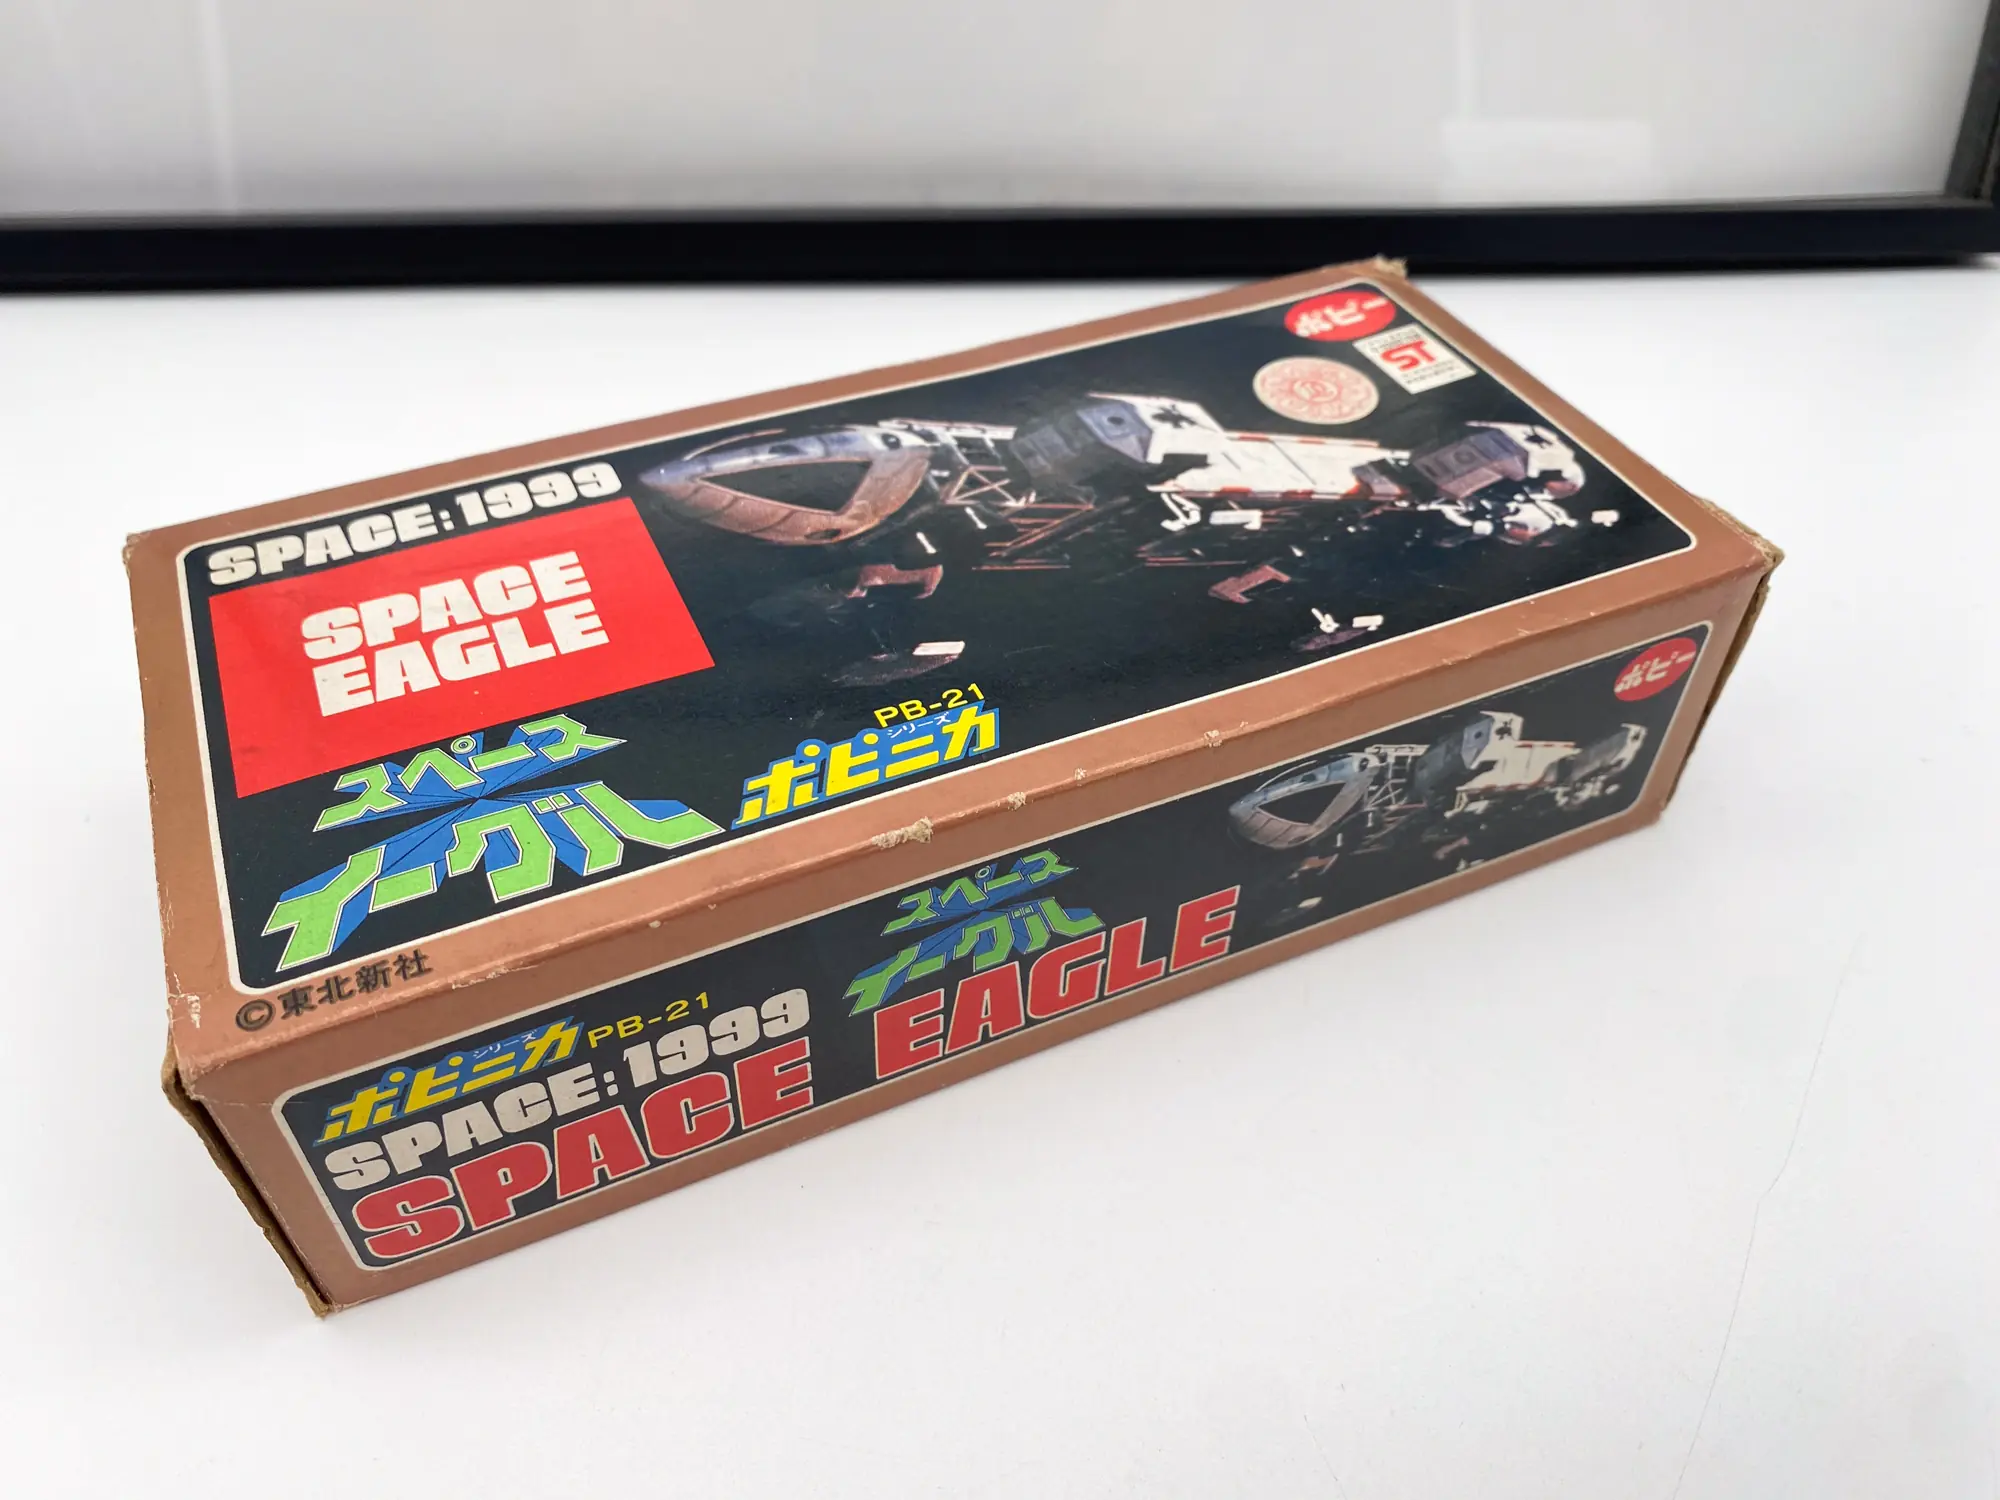 ポピー
ST
SPACE:1999
SPACE
EAGLE
スペース
イーグル
PB-21
シリーズ
ポピニカ
©東北新社
ポピー
スペース
イーグル
シリーズ
ポピニカ
PB-21
SPACE:1999
SPACE EAGLE